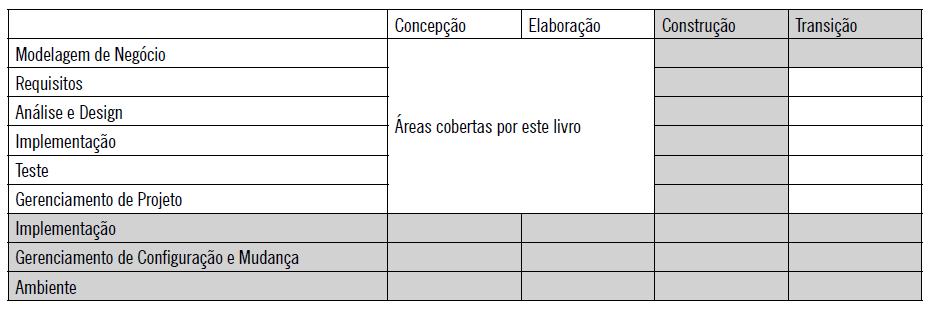 Concepção Elaboração Construção Transição
Modelagem de Negócio
Requisitos
Análise e Design
Áreas cobertas por este livro
Implementação
Teste
Gerenciamento de Projeto
Implementação
Gerenciamento de Configuração e Mudança
Ambiente